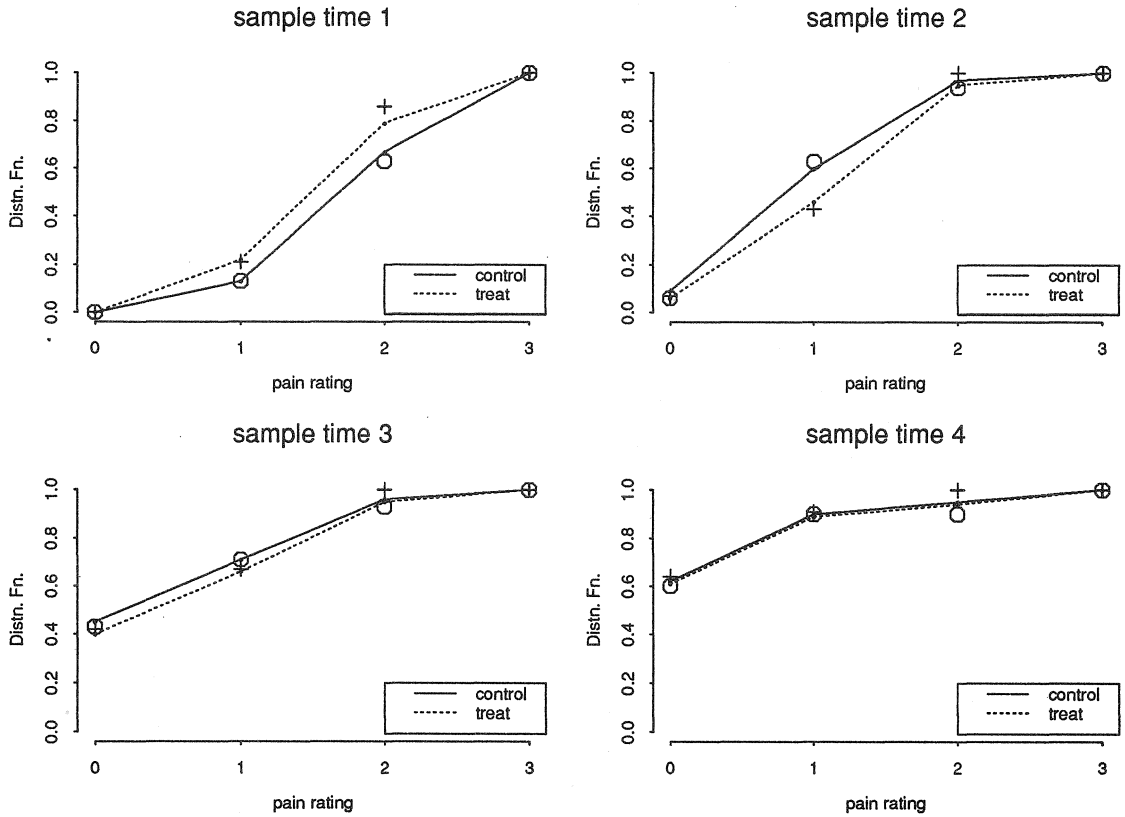 sample time 1
Distn. Fn.
1.0
0.8
0.6
0.4
0.2
0.0
control
treat
0 1 2 3
pain rating
sample time 2
Distn. Fn.
1.0
0.8
0.6
0.4
0.2
0.0
control
treat
0 1 2 3
pain rating
sample time 3
Distn. Fn.
1.0
0.8
0.6
0.4
0.2
0.0
control
treat
0 1 2 3
pain rating
sample time 4
Distn. Fn.
1.0
0.8
0.6
0.4
0.2
0.0
control
treat
0 1 2 3
pain rating